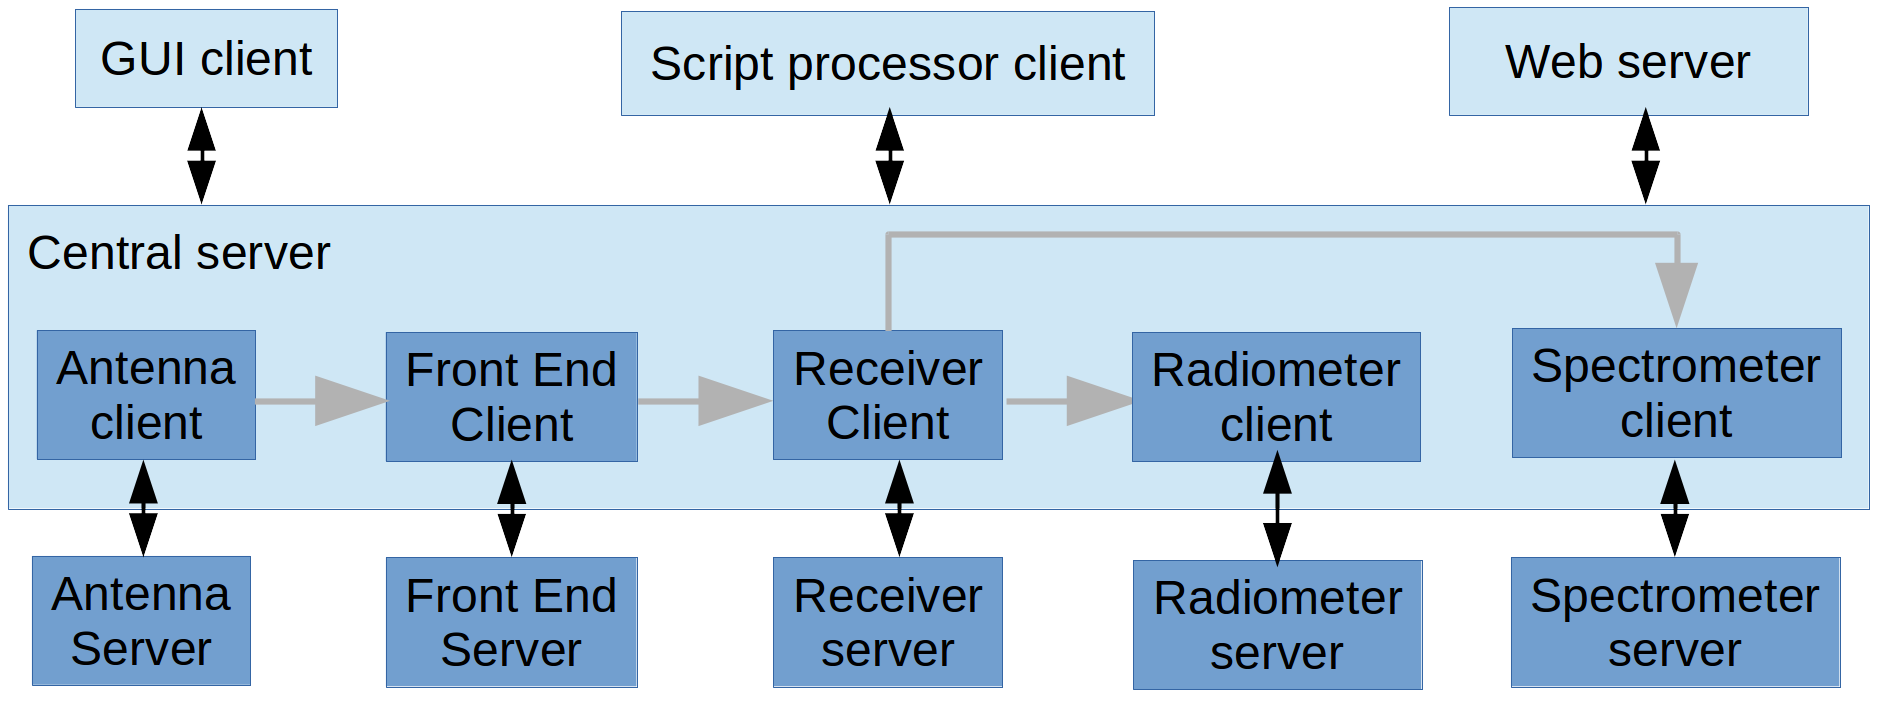 GUI client
Script processor client
Web server
Central server
Antenna
client
Front End
Client
Receiver
Client
Radiometer
client
Spectrometer
client
Antenna
Server
Front End
Server
Receiver
server
Radiometer
server
Spectrometer
server